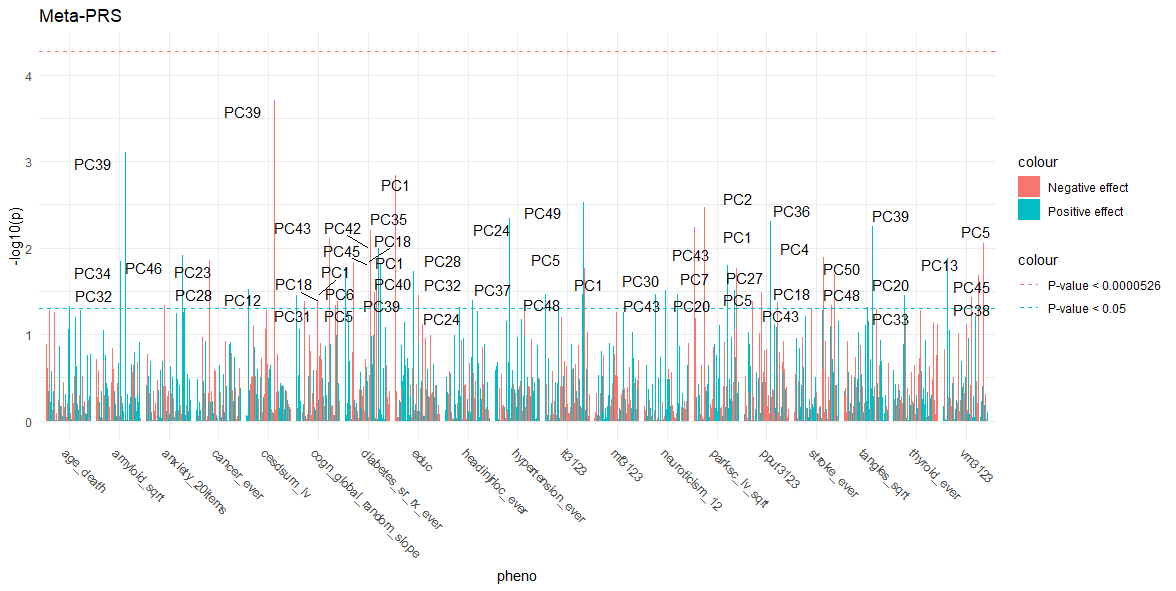 Meta-PRS
4
3
2
1
0
-log10(p)
PC39
PC39
PC1
PC2
PC49
PC36
PC39
PC35
PC43
PC42
PC24
PC5
PC18
PC1
PC45
PC4
PC43
PC28
PC1
PC5
PC13
PC50
PC46
PC34
PC23
PC1
PC7
PC27
PC30
PC18
PC40
PC32
PC1
PC20
PC45
PC37
PC32
PC28
PC6
PC18
PC48
PC12
PC5
PC39
PC48
PC43
PC20
PC38
PC31
PC5
PC24
PC43
PC33
age_death
amyloid_sqrt
anxiety_20items
cancer_ever
cesdsum_lv
cogn_global_random_slope
diabetes_sr_rx_ever
educ
headinjrloc_ever
hypertension_ever
it3123
mf3123
neuroticism_12
parksc_lv_sqrt
pput3123
stroke_ever
tangles_sqrt
thyroid_ever
vm3123
pheno
colour
Negative effect
Positive effect
colour
P-value < 0.0000526
P-value < 0.05